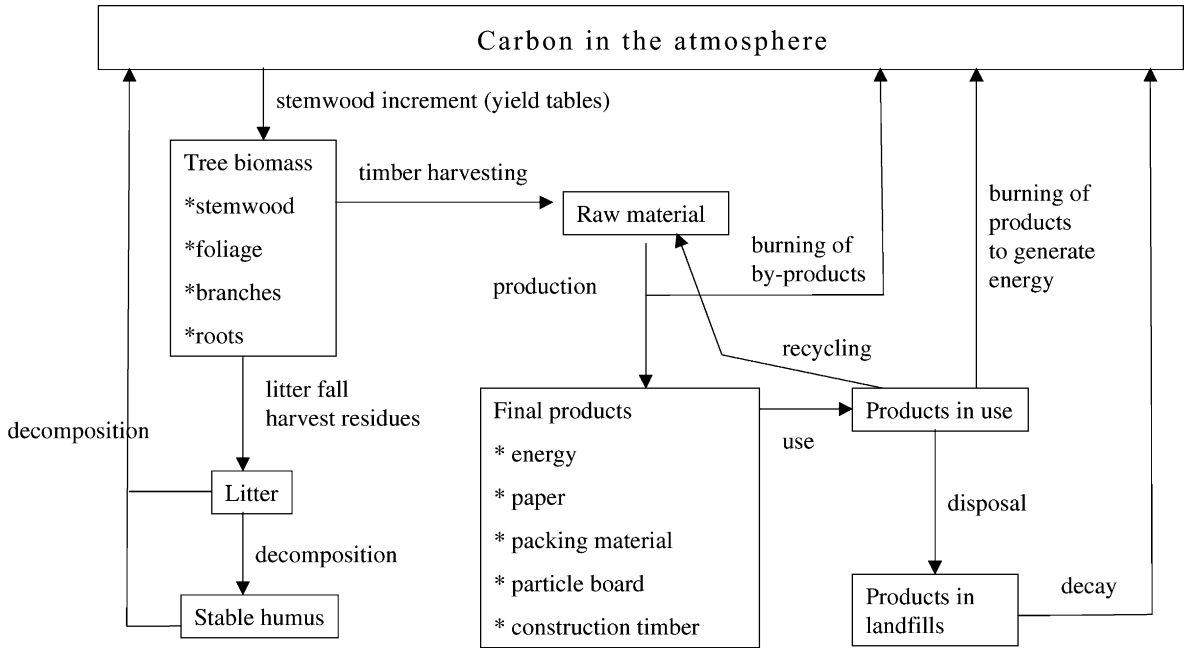 Carbon in the atmosphere
stemwood increment (yield tables)
Tree biomass
*stemwood
*foliage
*branches
*roots
timber harvesting
Raw material
burning of
by-products
burning of
products
to generate
energy
production
recycling
litter fall
harvest residues
decomposition
Final products
* energy
* paper
* packing material
* particle board
* construction timber
use
Products in use
Litter
disposal
decomposition
Stable humus
Products in
landfills
decay